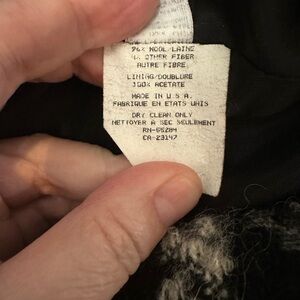 96% WOOL/LAINE
4% OTHER FIBER
AUTRE FIBRE
LINING/DOUBLURE
100% ACETATE
MADE IN U.S.A.
FABRIQUE EN ETATS UNIS
DRY CLEAN ONLY
NETTOYER A SEC SEULEMENT
RN-55284
CA-23147